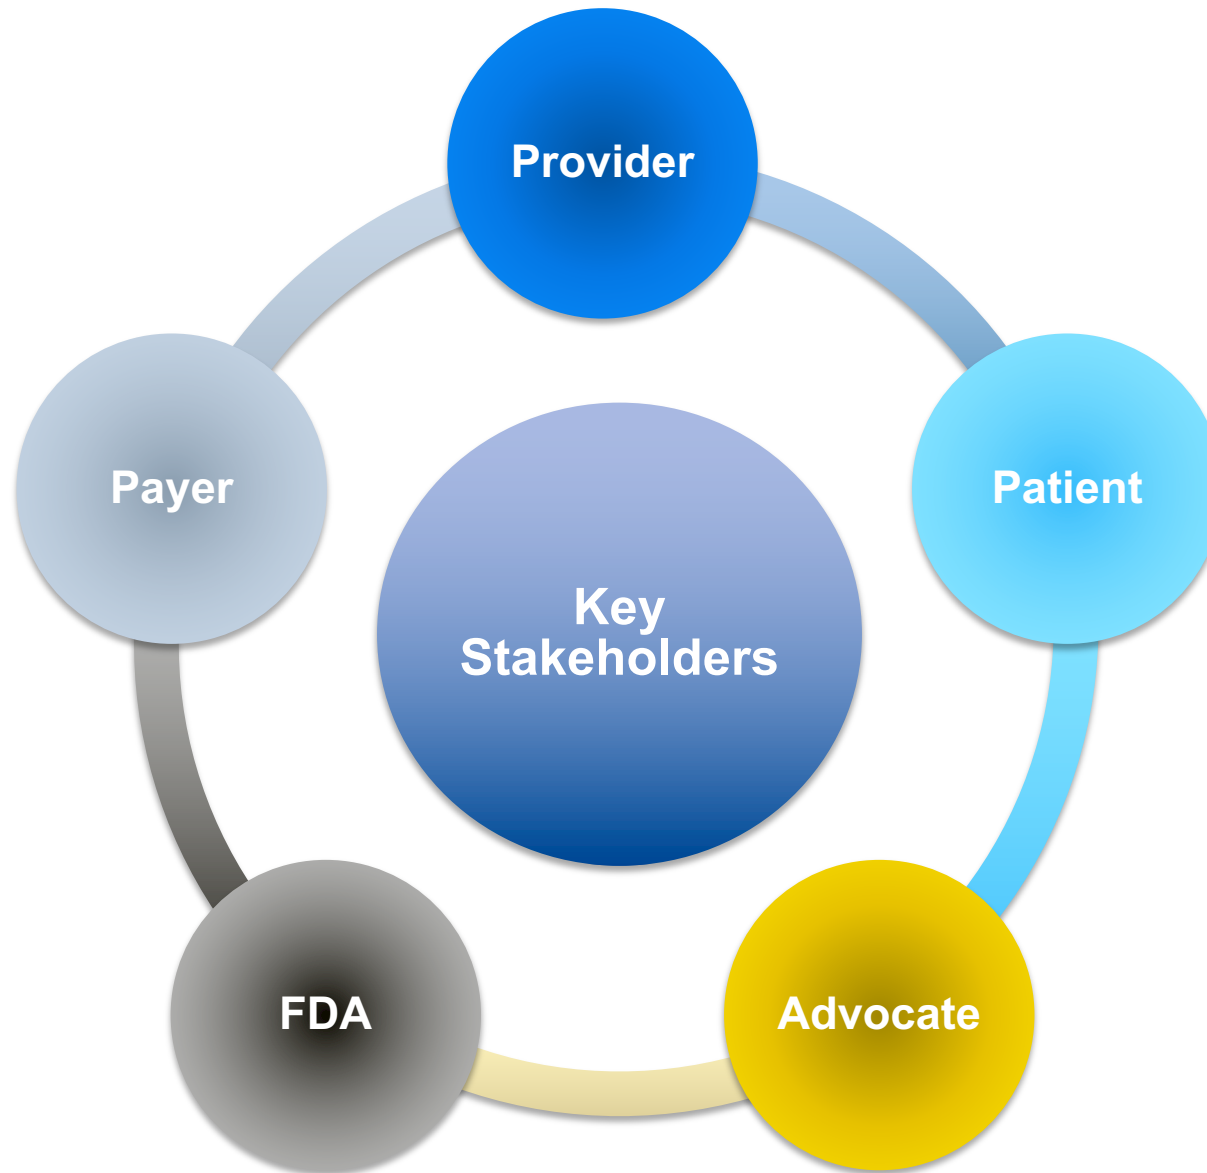 Provider
Payer
Patient
Key
Stakeholders
FDA
Advocate